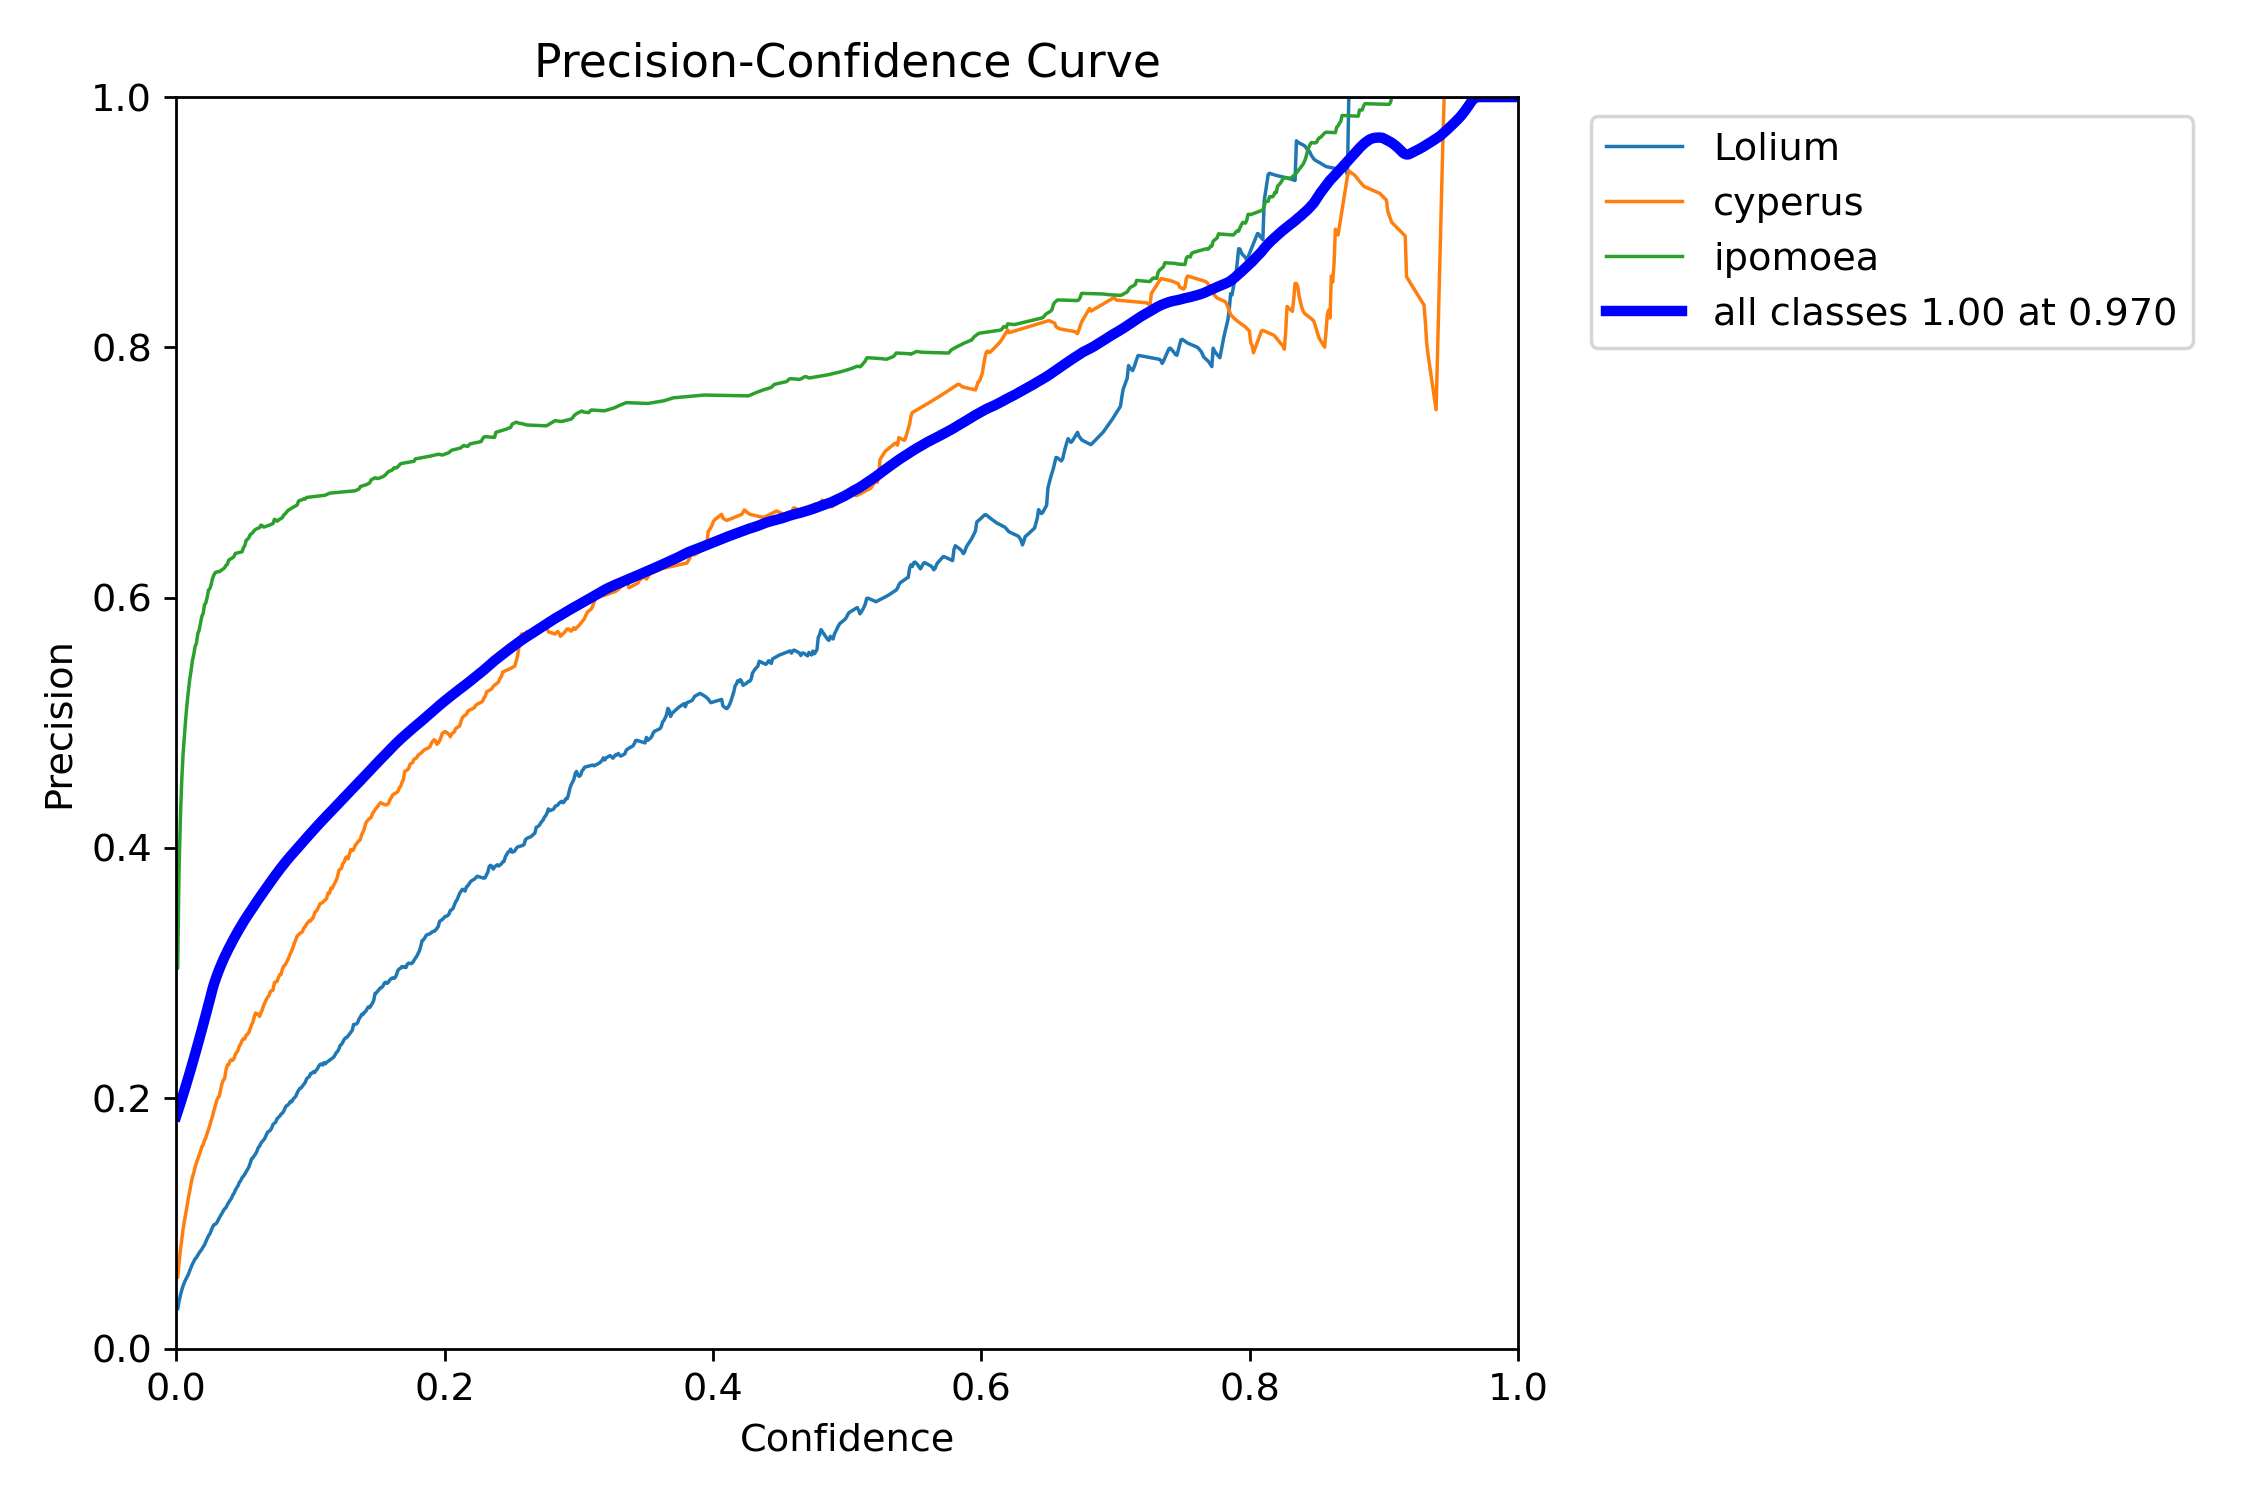 Precision-Confidence Curve
1.0
0.8
0.6
0.4
0.2
0.0
Precision
0.0 0.2 0.4 0.6 0.8 1.0
Confidence
Lolium
cyperus
ipomoea
all classes 1.00 at 0.970